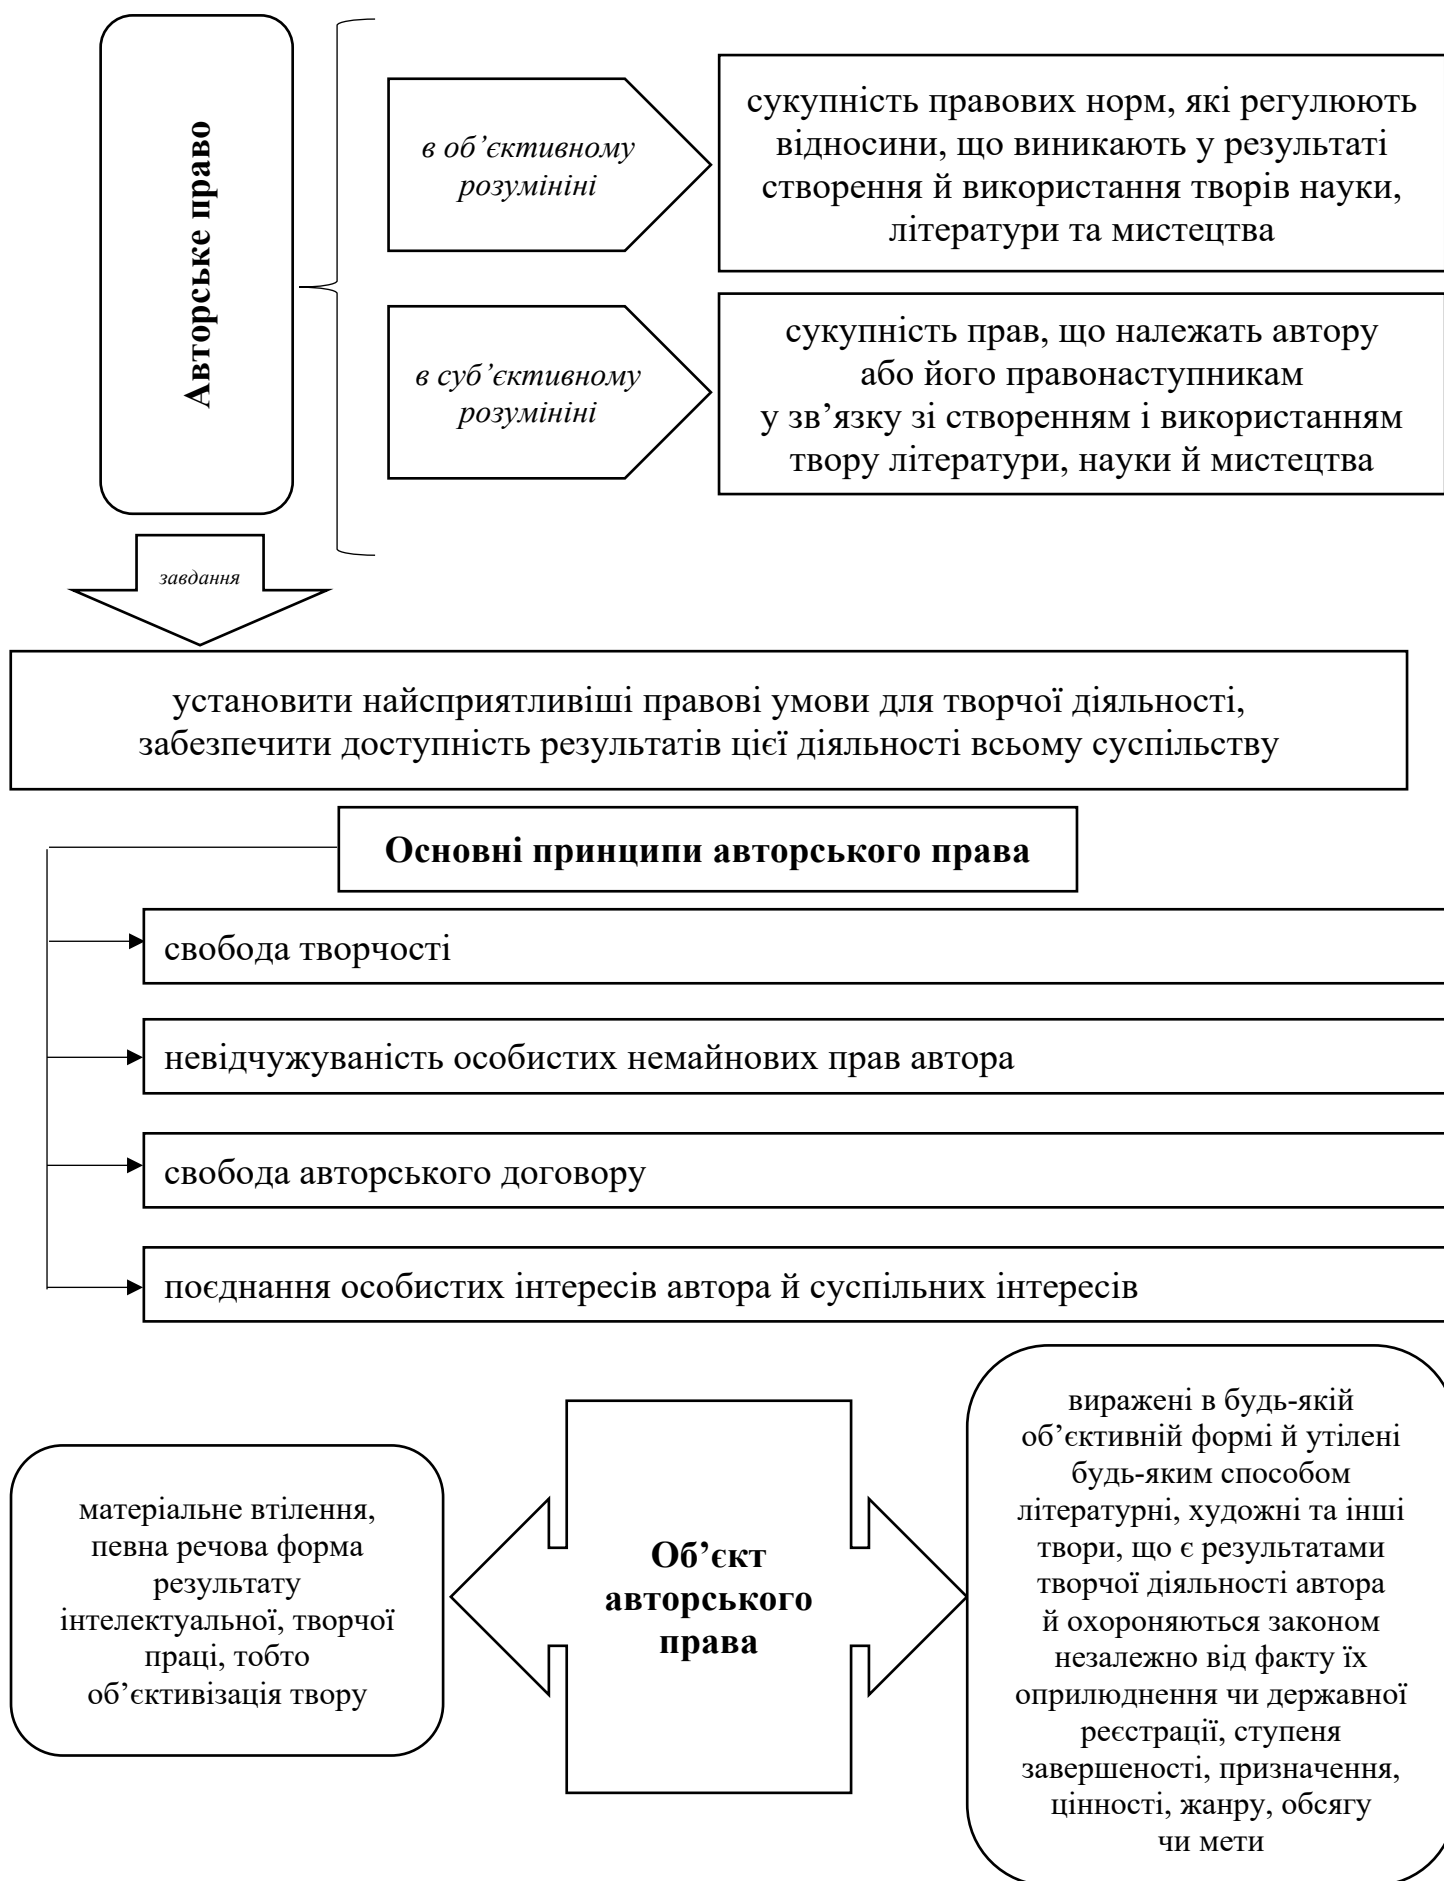 Авторське право
в об’єктивному
розумініні
сукупність правових норм, які регулюють
відносини, що виникають у результаті
створення й використання творів науки,
літератури та мистецтва
в суб’єктивному
розумініні
сукупність прав, що належать автору
або його правонаступникам
у зв’язку зі створенням і використанням
твору літератури, науки й мистецтва
завдання
установити найсприятливіші правові умови для творчої діяльності,
забезпечити доступність результатів цієї діяльності всьому суспільству
Основні принципи авторського права
свобода творчості
невідчужуваність особистих немайнових прав автора
свобода авторського договору
поєднання особистих інтересів автора й суспільних інтересів
матеріальне втілення,
певна речова форма
результату
інтелектуальної, творчої
праці, тобто
об’єктивізація твору
Об’єкт
авторського
права
виражені в будь-якій
об’єктивній формі й утілені
будь-яким способом
літературні, художні та інші
твори, що є результатами
творчої діяльності автора
й охороняються законом
незалежно від факту їх
оприлюднення чи державної
реєстрації, ступеня
завершеності, призначення,
цінності, жанру, обсягу
чи мети